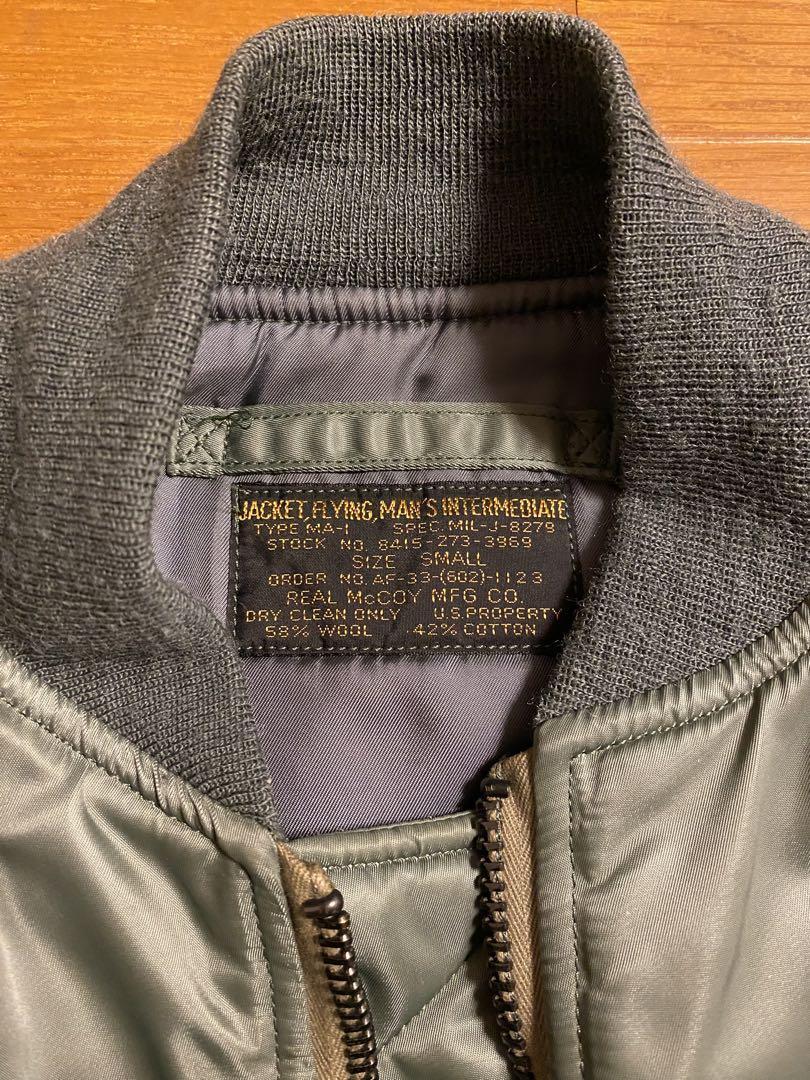 JACKET, FLYING, MAN'S INTERMEDIATE
TYPE MA-1 SPEC. MIL-J-8279
STOCK NO. 8415-273-3969
SIZE SMALL
ORDER NO. AF-33-(602)-1123
REAL McCOY MFG CO.
DRY CLEAN ONLY U.S. PROPERTY
58% WOOL 42% COTTON